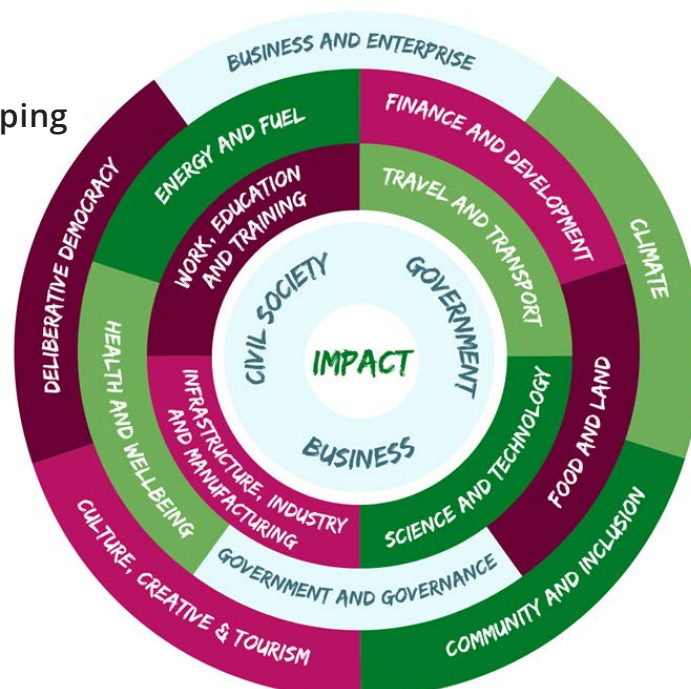 ping
BUSINESS AND ENTERPRISE
CLIMATE
COMMUNITY AND INCLUSION
CULTURE, CREATIVE & TOURISM
DELIBERATIVE DEMOCRACY
ENERGY AND FUEL
FINANCE AND DEVELOPMENT
FOOD AND LAND
GOVERNMENT AND GOVERNANCE
HEALTH AND WELLBEING
WORK, EDUCATION
AND TRAINING
TRAVEL AND TRANSPORT
SCIENCE AND TECHNOLOGY
INFRASTRUCTURE, INDUSTRY
AND MANUFACTURING
CIVIL SOCIETY
GOVERNMENT
BUSINESS
IMPACT